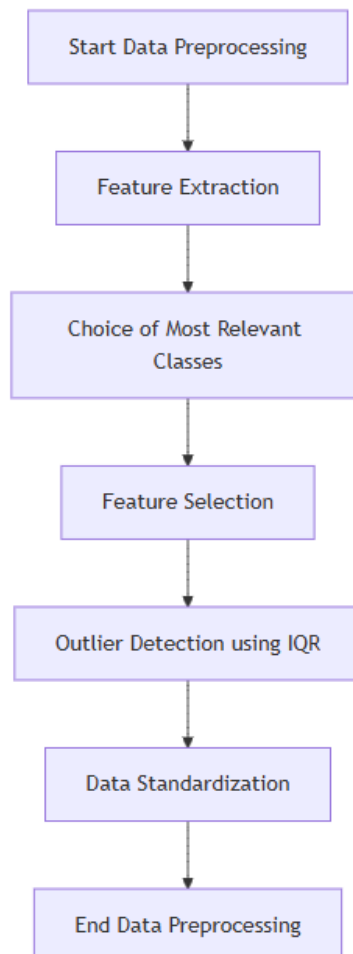 Start Data Preprocessing
Feature Extraction
Choice of Most Relevant
Classes
Feature Selection
Outlier Detection using IQR
Data Standardization
End Data Preprocessing